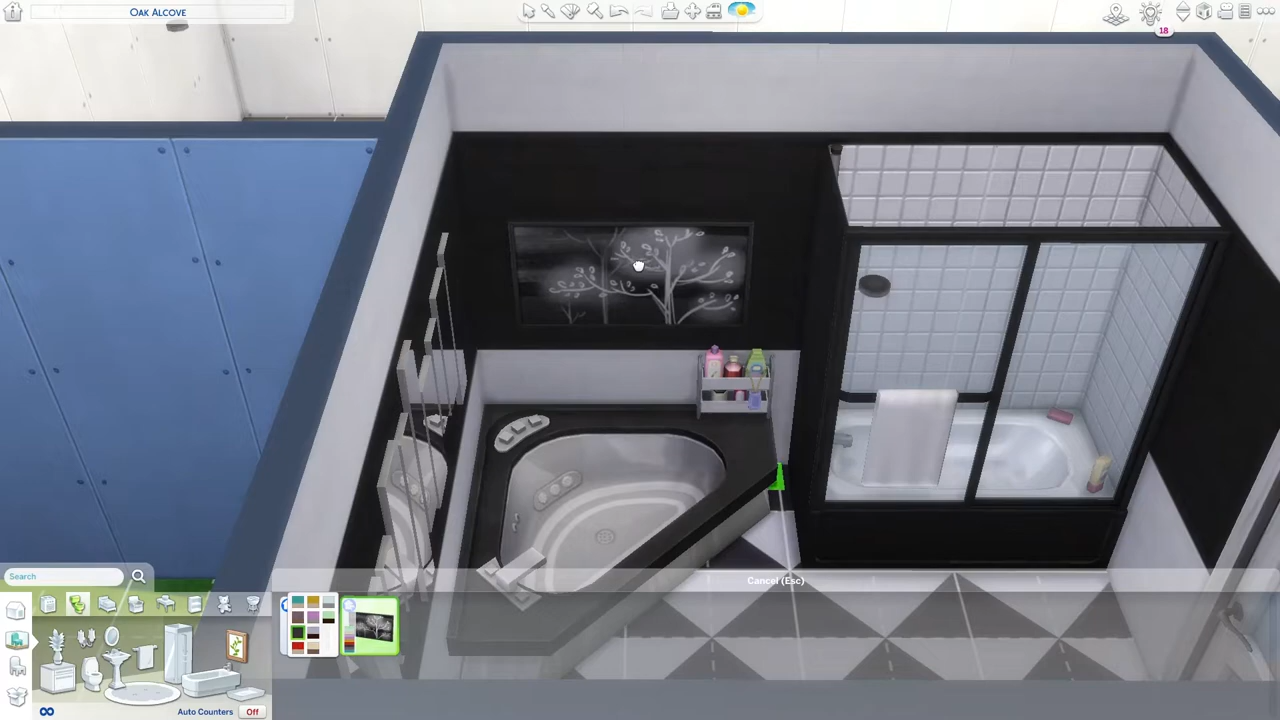 OAK ALCOVE
18
Cancel (Esc)
Search
Auto Counters Off